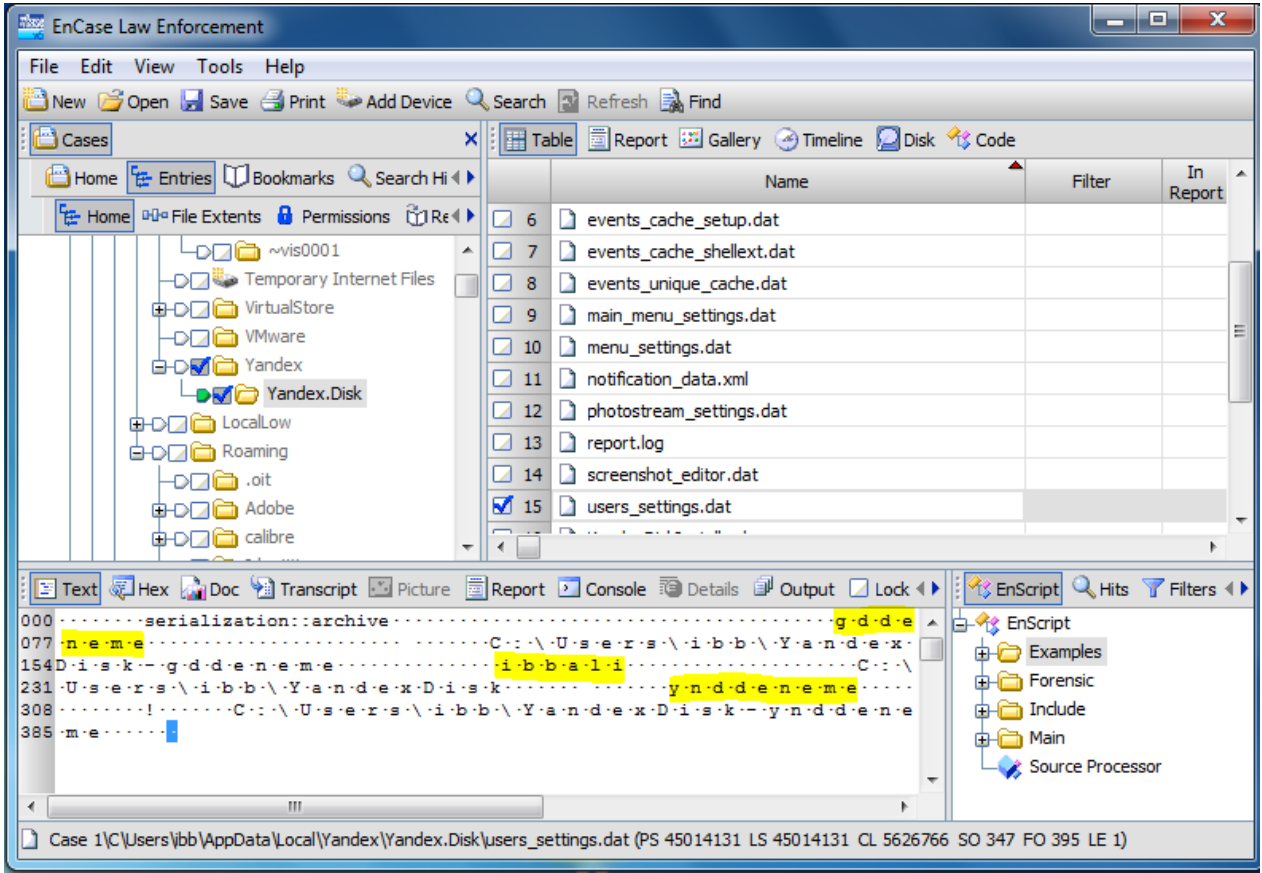 EnCase Law Enforcement
File Edit View Tools Help
New Open Save Print Add Device Search Refresh Find
Cases
Home Entries Bookmarks Search Hi
Home File Extents Permissions Re
~vis0001
Temporary Internet Files
VirtualStore
VMware
Yandex
Yandex.Disk
LocalLow
Roaming
.oit
Adobe
calibre
Table Report Gallery Timeline Disk Code
Name Filter In Report
6 events_cache_setup.dat
7 events_cache_shellext.dat
8 events_unique_cache.dat
9 main_menu_settings.dat
10 menu_settings.dat
11 notification_data.xml
12 photostream_settings.dat
13 report.log
14 screenshot_editor.dat
15 users_settings.dat
Text Hex Doc Transcript Picture Report Console Details Output Lock
000 ········serialization::archive·····································g·d·d·e
077 ·n·e·m·e·····························C·:·\·U·s·e·r·s·\·i·b·b·\·Y·a·n·d·e·x·
154 D·i·s·k·-·g·d·d·e·n·e·m·e·············i·b·b·a·l·i···················C·:·\
231 ·U·s·e·r·s·\·i·b·b·\·Y·a·n·d·e·x·D·i·s·k······· ·······y·n·d·d·e·n·e·m·e·····
308 ········!·······C·:·\·U·s·e·r·s·\·i·b·b·\·Y·a·n·d·e·x·D·i·s·k·-·y·n·d·d·e·n·e
385 ·m·e·······
EnScript Hits Filters
EnScript
Examples
Forensic
Include
Main
Source Processor
Case 1\C\Users\ibb\AppData\Local\Yandex\Yandex.Disk\users_settings.dat (PS 45014131 LS 45014131 CL 5626766 SO 347 FO 395 LE 1)